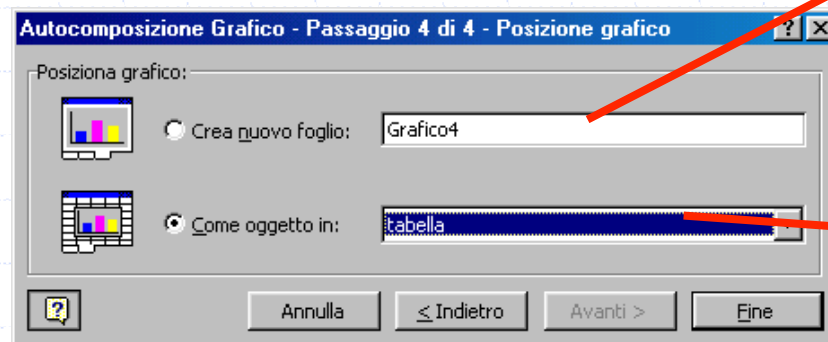 Autocomposizione Grafico - Passaggio 4 di 4 - Posizione grafico
Posiziona grafico:
Crea nuovo foglio: Grafico4
Come oggetto in: tabella
Annulla < Indietro Avanti > Fine